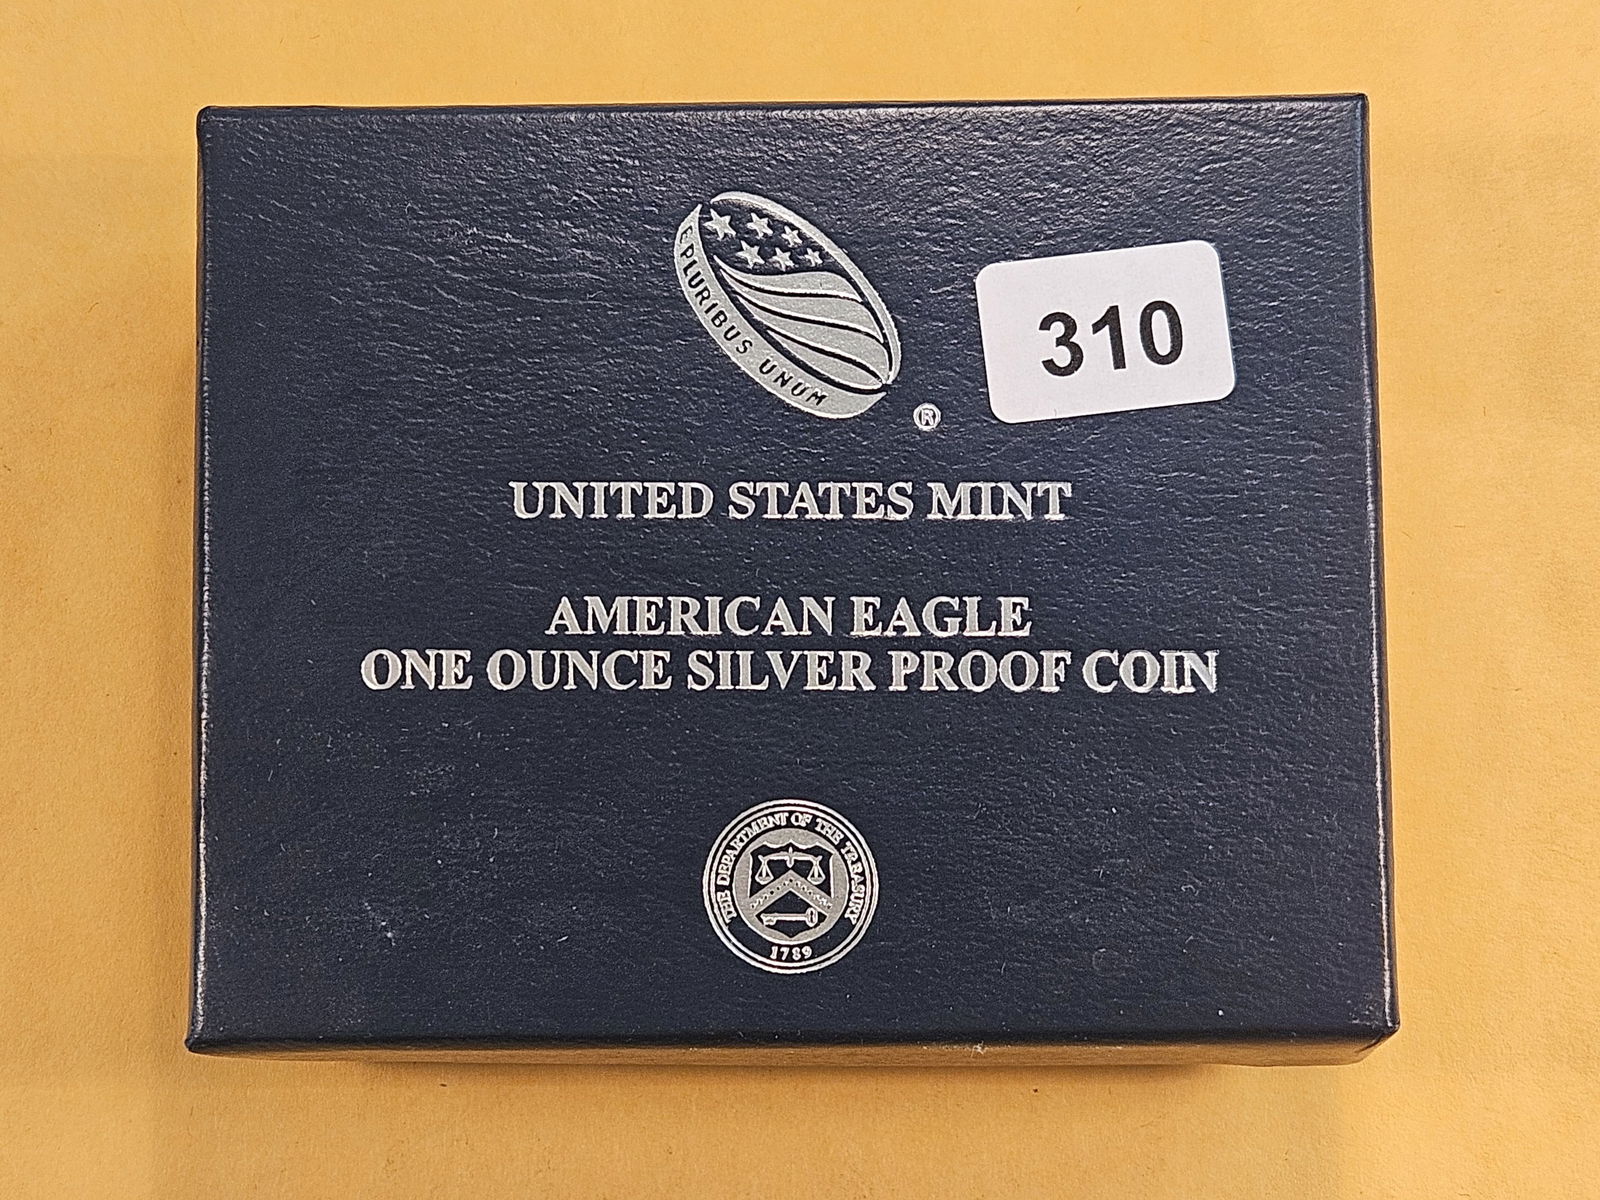 E PLURIBUS UNUM
®
310
UNITED STATES MINT
AMERICAN EAGLE
ONE OUNCE SILVER PROOF COIN
THE DEPARTMENT OF THE TREASURY
1789